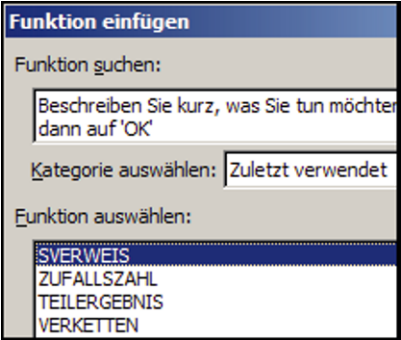 Funktion einfügen
Funktion suchen:
Beschreiben Sie kurz, was Sie tun möchten
dann auf 'OK'
Kategorie auswählen: Zuletzt verwendet
Funktion auswählen:
SVERWEIS
ZUFALLSZAHL
TEILERGEBNIS
VERKETTEN